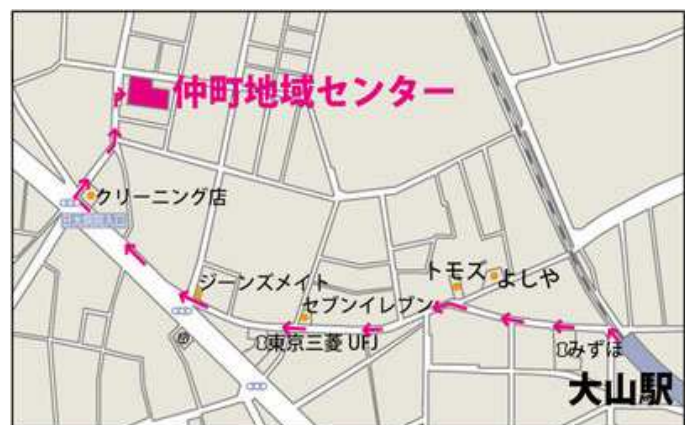 仲町地域センター
クリーニング店
ジーンズメイト
セブンイレブン
トモズ
よしや
東京三菱 UFJ
みずほ
大山駅